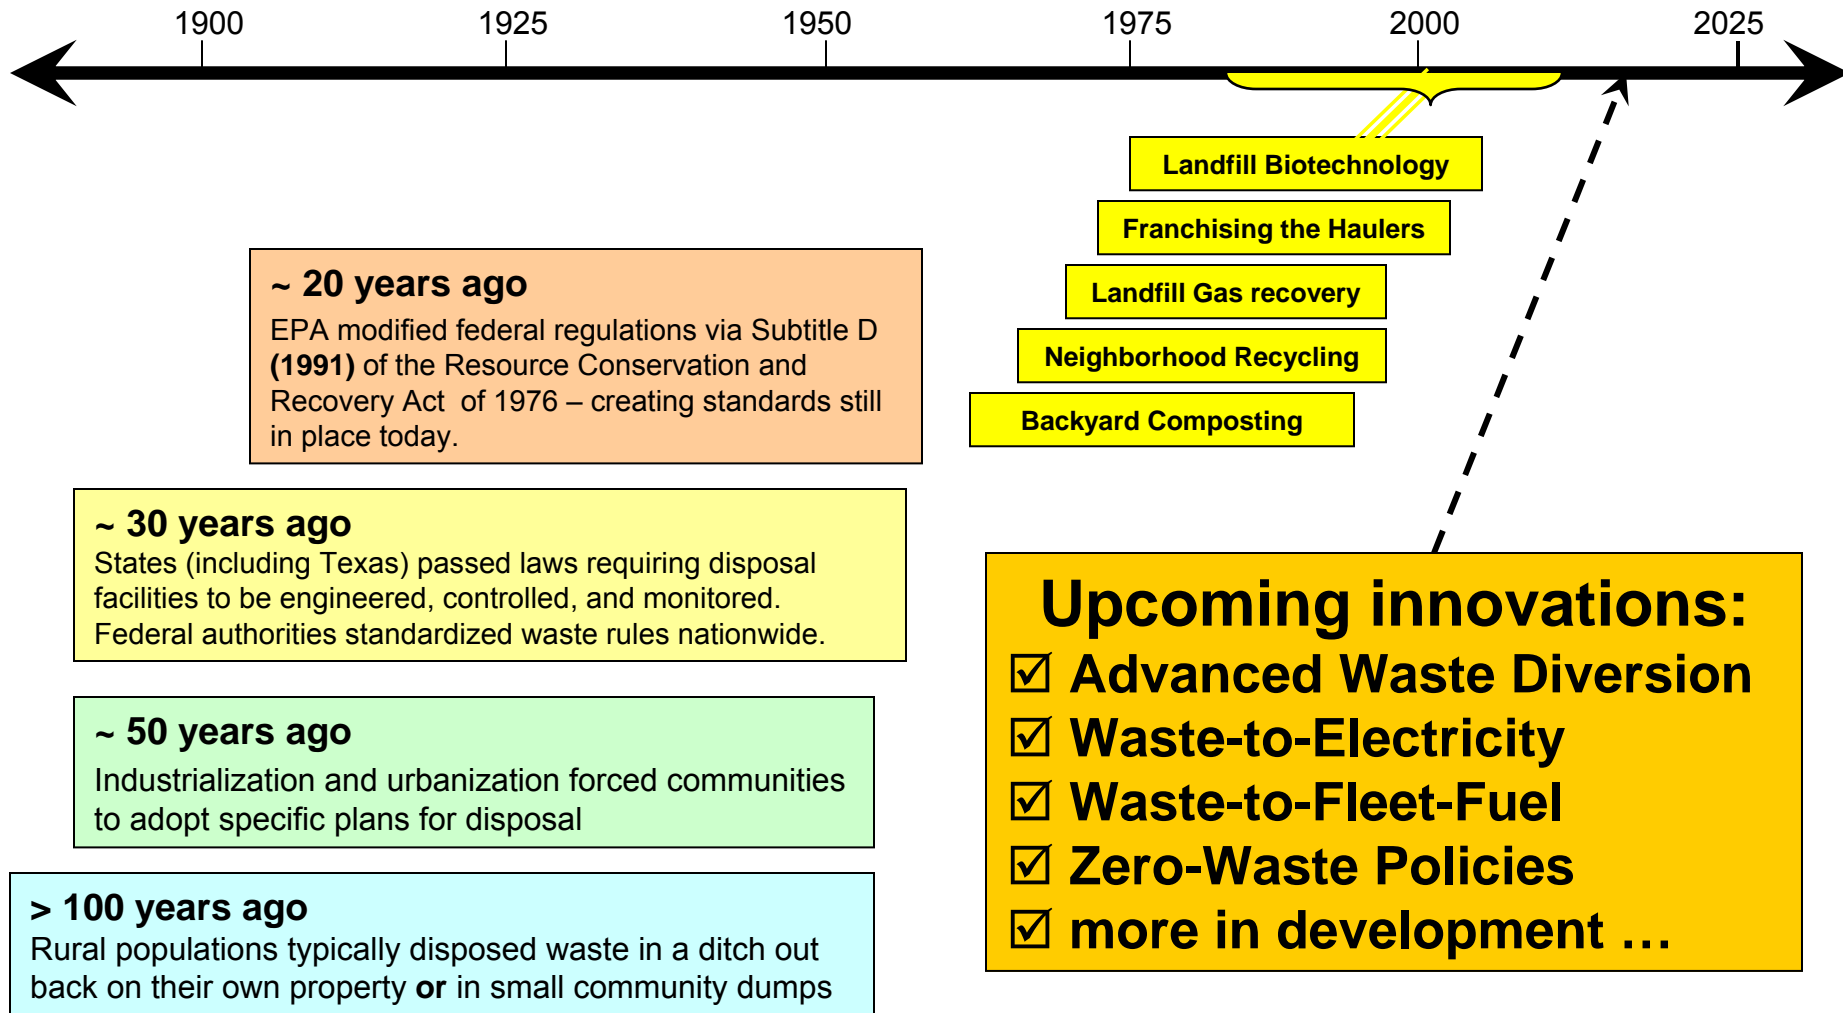 1900 1925 1950 1975 2000 2025
Landfill Biotechnology
Franchising the Haulers
Landfill Gas recovery
Neighborhood Recycling
Backyard Composting
~ 20 years ago
EPA modified federal regulations via Subtitle D
(1991) of the Resource Conservation and
Recovery Act of 1976 – creating standards still
in place today.
~ 30 years ago
States (including Texas) passed laws requiring disposal
facilities to be engineered, controlled, and monitored.
Federal authorities standardized waste rules nationwide.
~ 50 years ago
Industrialization and urbanization forced communities
to adopt specific plans for disposal
> 100 years ago
Rural populations typically disposed waste in a ditch out
back on their own property or in small community dumps
Upcoming innovations:
☑ Advanced Waste Diversion
☑ Waste-to-Electricity
☑ Waste-to-Fleet-Fuel
☑ Zero-Waste Policies
☑ more in development …